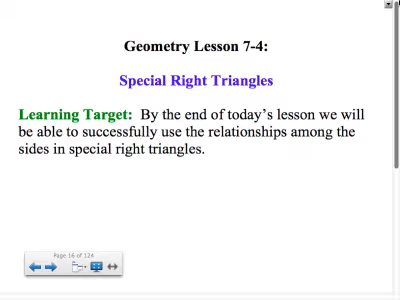 Geometry Lesson 7-4:
Special Right Triangles
Learning Target:  By the end of today's lesson we will
be able to successfully use the relationships among the
sides in special right triangles.
Page 16 of 124